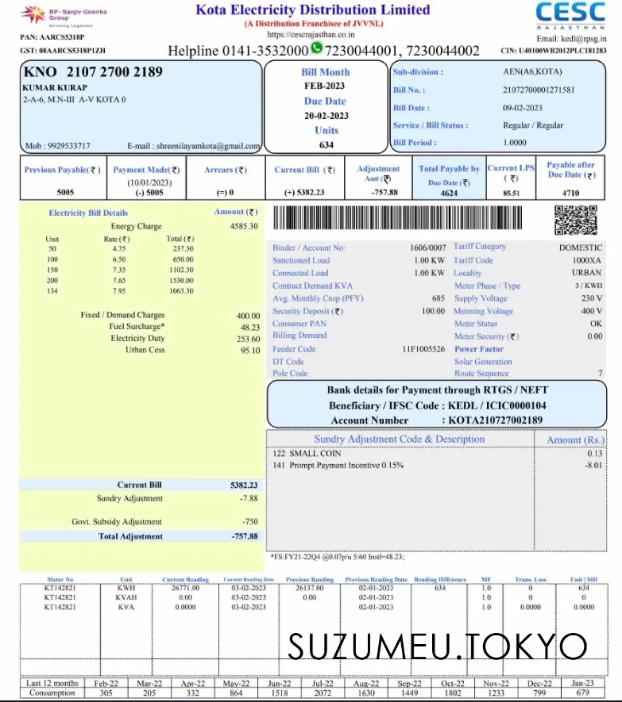 RP - Sanjiv Goenka
Group
Growing Legacies
Kota Electricity Distribution Limited
(A Distribution Franchisee of JVVNL)
https://cescrajasthan.co.in
CESC
RAJASTHAN
PAN: AARCS5318P
Email: kedl@rpsg.in
GST: 08AARCS5318P1ZH
Helpline 0141-3532000 7230044001, 7230044002
CIN: U40100WB2012PLC181283
KNO 2107 2700 2189
KUMAR KURAP
2-A-6, M.N-III A-V KOTA 0
Mob : 9929533717
E-mail : shreenilayamkota@gmail.com
Bill Month
FEB-2023
Due Date
20-02-2023
Units
634
Sub-division : AEN(A6,KOTA)
Bill No. : 21072700001271581
Bill Date : 09-02-2023
Service / Bill Status : Regular / Regular
Bill Period : 1.0000
Previous Payable(₹) Payment Made(₹) Arrears (₹) Current Bill (₹) Adjustment Amt (₹) Total Payable by Due Date (₹) Current LPS (₹) Payable after Due Date (₹)
(10/01/2023)
5005 (-) 5005 (=) 0 (+) 5382.23 -757.88 4624 85.51 4710
Electricity Bill Details Amount (₹)
Energy Charge 4585.30
Unit Rate (₹) Total (₹)
50 4.75 237.50
100 6.50 650.00
150 7.35 1102.50
200 7.65 1530.00
134 7.95 1065.30
Fixed / Demand Charges 400.00
Fuel Surcharge* 48.23
Electricity Duty 253.60
Urban Cess 95.10
Current Bill 5382.23
Sundry Adjustment -7.88
Govt. Subsidy Adjustment -750
Total Adjustment -757.88
Binder / Account No: 1606/0007 Tariff Category DOMESTIC
Sanctioned Load 1.00 KW Tariff Code 1000XA
Connected Load 1.00 KW Locality URBAN
Contract Demand KVA Meter Phase / Type 3 / KWH
Avg. Monthly Cnsp (PFY) 685 Supply Voltage 230 V
Security Deposit (₹) 100.00 Metering Voltage 400 V
Consumer PAN Meter Status OK
Billing Demand Meter Security (₹) 0.00
Feeder Code 11F1005526 Power Factor
DT Code Solar Generation
Pole Code Route Sequence 7
Bank details for Payment through RTGS / NEFT
Beneficiary / IFSC Code : KEDL / ICIC0000104
Account Number : KOTA210727002189
Sundry Adjustment Code & Description Amount (Rs.)
122 SMALL COIN 0.13
141 Prompt Payment Incentive 0.15% -8.01
*FS:FY21-22Q4 @0.07p/u 5/60 Instl=48.23;
Meter No Unit Current Reading Current Reading Date Previous Reading Previous Reading Date Reading Difference MF Trans. Loss Unit | MD
KT142821 KWH 26771.00 03-02-2023 26137.00 02-01-2023 634 1.0 0 634
KT142821 KVAH 0.00 03-02-2023 0.00 02-01-2023 1.0 0 0
KT142821 KVA 0.0000 03-02-2023 02-01-2023 1.0 0.0000 0.0000
SUZUMEU.TOKYO
Last 12 months Feb-22 Mar-22 Apr-22 May-22 Jun-22 Jul-22 Aug-22 Sep-22 Oct-22 Nov-22 Dec-22 Jan-23
Consumption 305 205 332 864 1518 2072 1630 1449 1802 1233 799 679